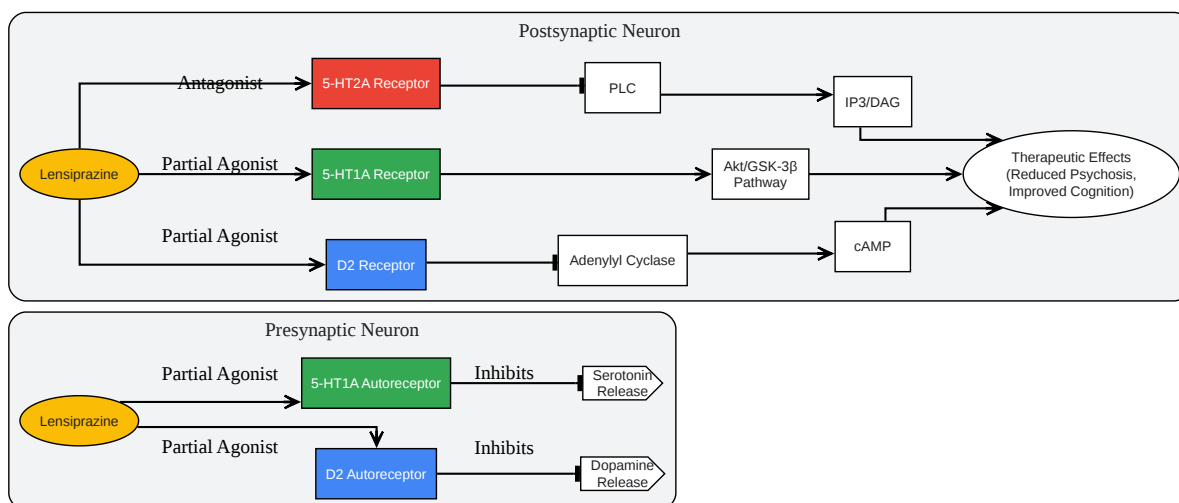 Postsynaptic Neuron
Antagonist
5-HT2A Receptor
PLC
IP3/DAG
Lensiprazine
Partial Agonist
5-HT1A Receptor
Akt/GSK-3β
Pathway
Therapeutic Effects
(Reduced Psychosis,
Improved Cognition)
Partial Agonist
D2 Receptor
Adenylyl Cyclase
cAMP
Presynaptic Neuron
Lensiprazine
Partial Agonist
5-HT1A Autoreceptor
Inhibits
Serotonin
Release
Partial Agonist
D2 Autoreceptor
Inhibits
Dopamine
Release